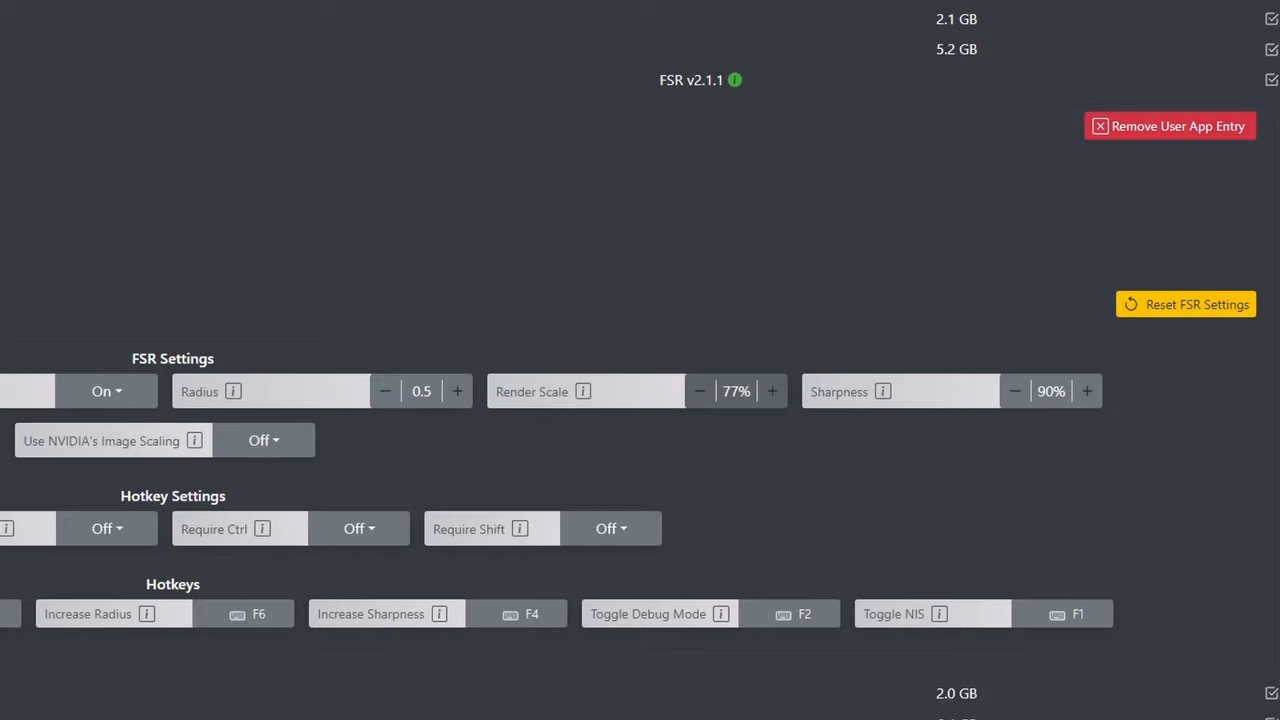 2.1 GB
5.2 GB
FSR v2.1.1
Remove User App Entry
Reset FSR Settings
FSR Settings
On Radius 0.5 Render Scale 77% Sharpness 90%
Use NVIDIA's Image Scaling Off
Hotkey Settings
Off Require Ctrl Off Require Shift Off
Hotkeys
Increase Radius F6 Increase Sharpness F4 Toggle Debug Mode F2 Toggle NIS F1
2.0 GB